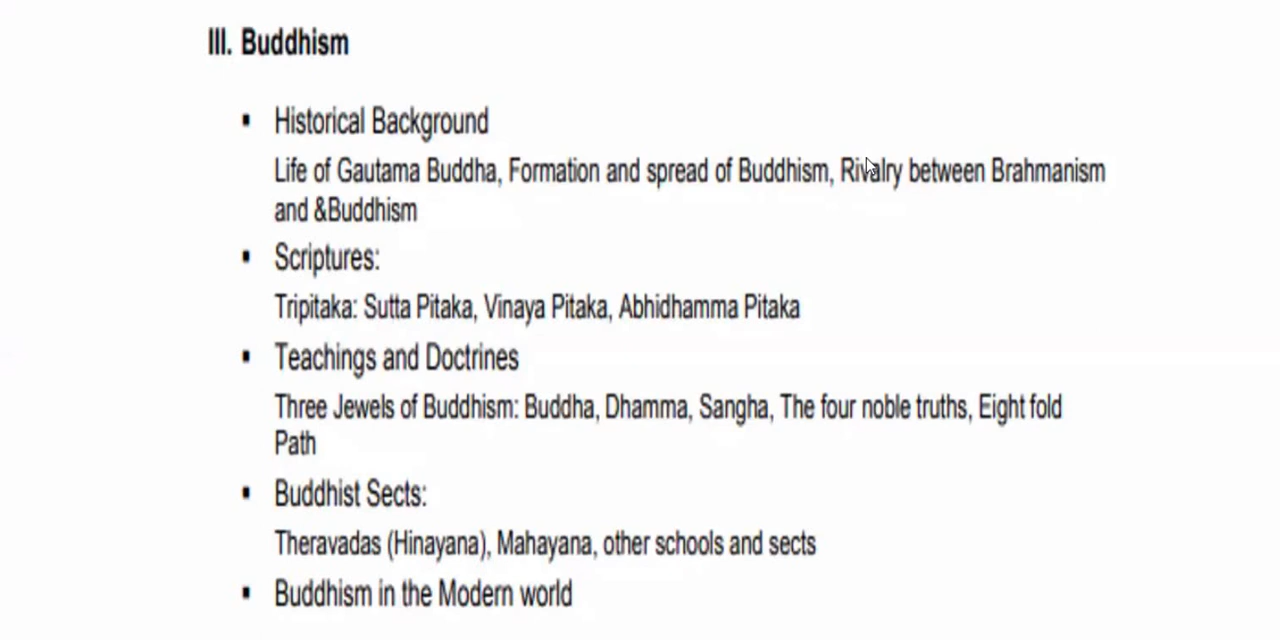 III. Buddhism
▪ Historical Background
Life of Gautama Buddha, Formation and spread of Buddhism, Rivalry between Brahmanism
and &Buddhism
▪ Scriptures:
Tripitaka: Sutta Pitaka, Vinaya Pitaka, Abhidhamma Pitaka
▪ Teachings and Doctrines
Three Jewels of Buddhism: Buddha, Dhamma, Sangha, The four noble truths, Eight fold
Path
▪ Buddhist Sects:
Theravadas (Hinayana), Mahayana, other schools and sects
▪ Buddhism in the Modern world